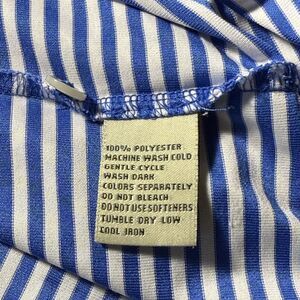 100% POLYESTER
MACHINE WASH COLD
GENTLE CYCLE
WASH DARK
COLORS SEPARATELY
DO NOT BLEACH
DO NOT USE SOFTENERS
TUMBLE DRY LOW
COOL IRON